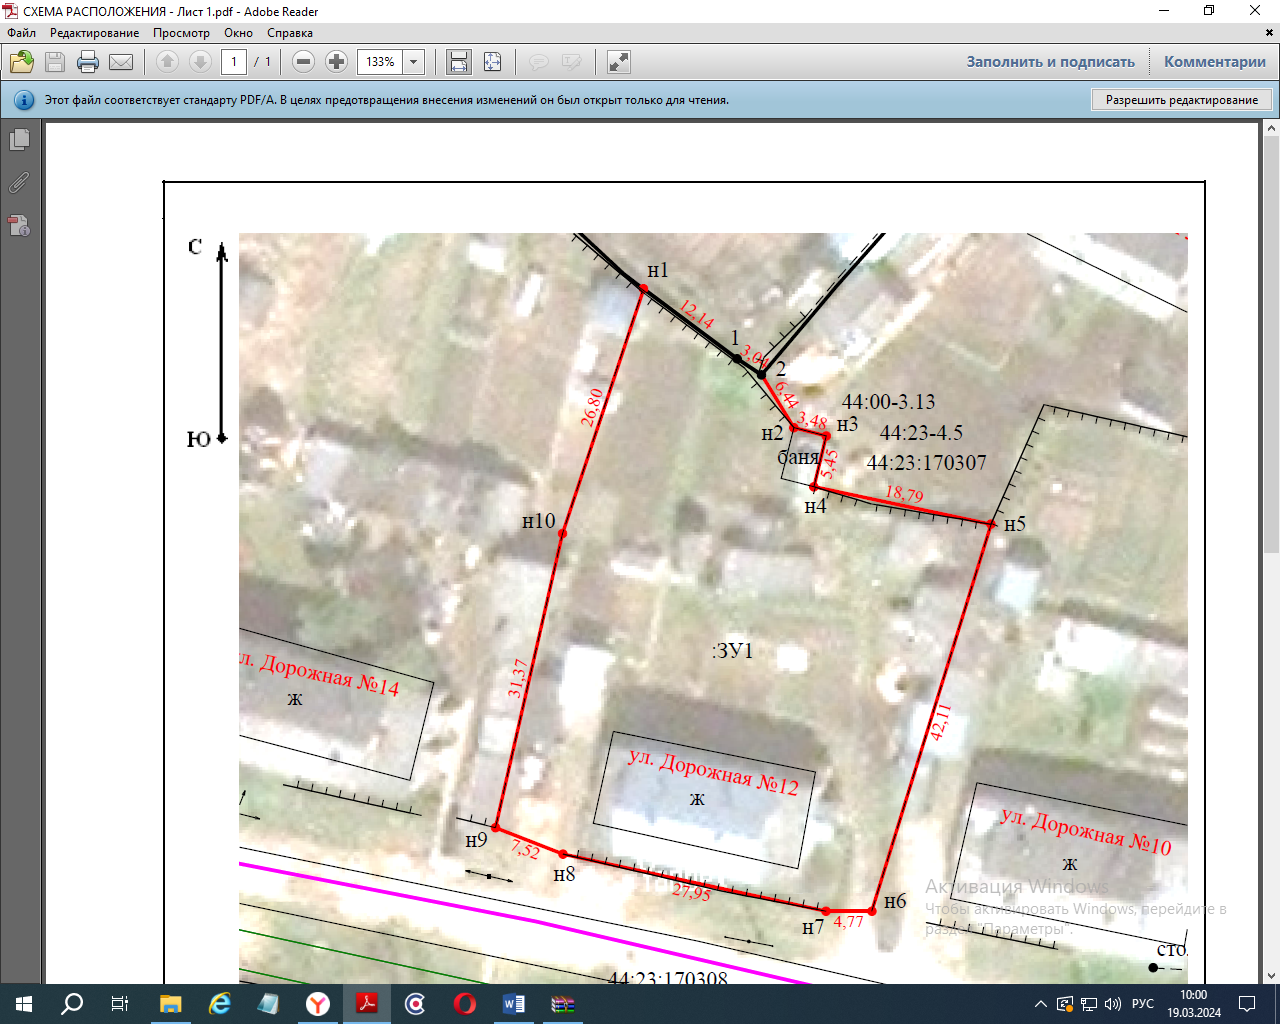 СХЕМА РАСПОЛОЖЕНИЯ - Лист 1.pdf - Adobe Reader
Файл Редактирование Просмотр Окно Справка
1 / 1 133% Заполнить и подписать Комментарии
Этот файл соответствует стандарту PDF/A. В целях предотвращения внесения изменений он был открыт только для чтения. Разрешить редактирование
С
Ю
н1
12,14
1
3,01
2
6,44
44:00-3.13
26,80
н2
3,48
н3
44:23-4.5
баня
5,45
44:23:170307
н4
18,79
н5
н10
:ЗУ1
ул. Дорожная №14
ж
31,37
42,11
ул. Дорожная №12
ж
ул. Дорожная №10
ж
н9
7,52
н8
27,95
н7
4,77
н6
Активация Windows
Чтобы активировать Windows, перейдите в
раздел "Параметры".
44:23:170308
РУС
10:00
19.03.2024